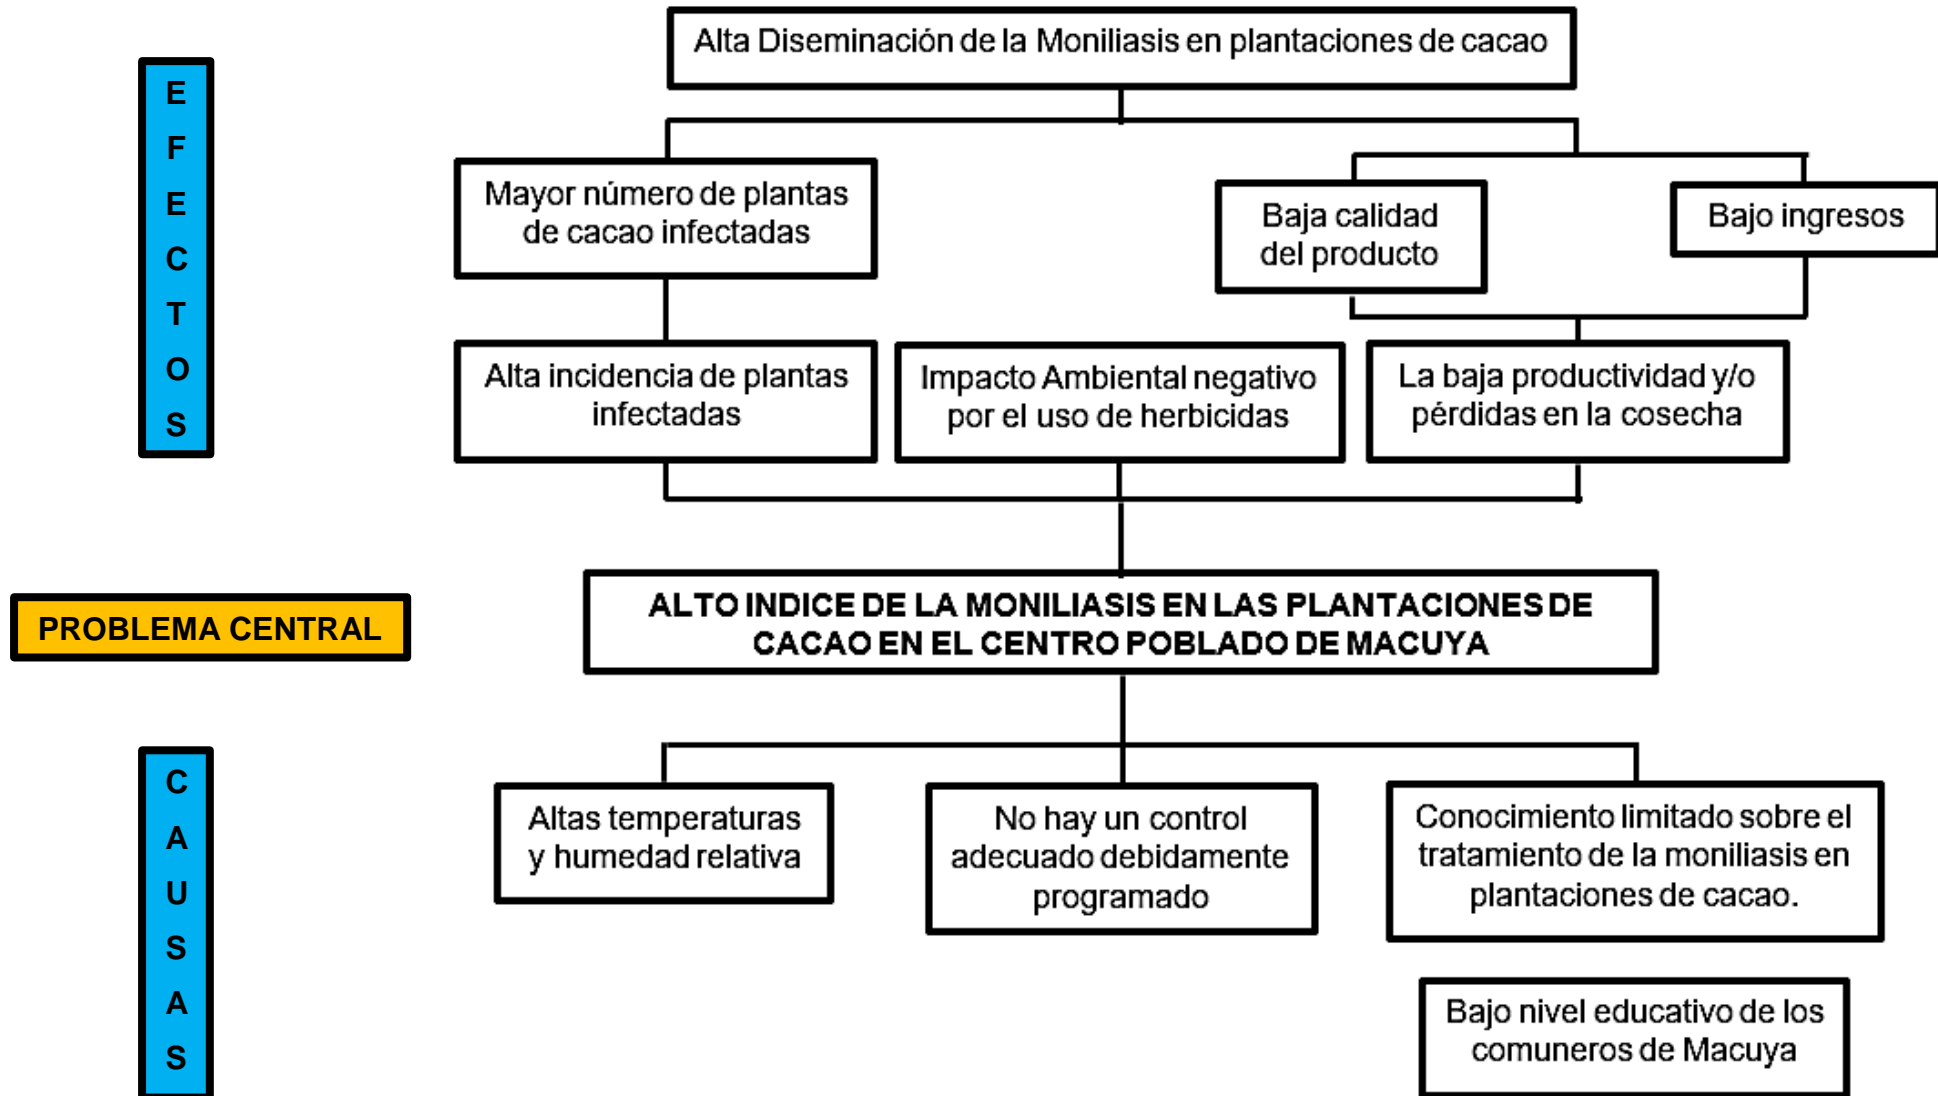 Alta Diseminación de la Moniliasis en plantaciones de cacao
EFECTOS
Mayor número de plantas
de cacao infectadas
Baja calidad
del producto
Bajo ingresos
Alta incidencia de plantas
infectadas
Impacto Ambiental negativo
por el uso de herbicidas
La baja productividad y/o
pérdidas en la cosecha
PROBLEMA CENTRAL
ALTO INDICE DE LA MONILIASIS EN LAS PLANTACIONES DE
CACAO EN EL CENTRO POBLADO DE MACUYA
CAUSAS
Altas temperaturas
y humedad relativa
No hay un control
adecuado debidamente
programado
Conocimiento limitado sobre el
tratamiento de la moniliasis en
plantaciones de cacao.
Bajo nivel educativo de los
comuneros de Macuya